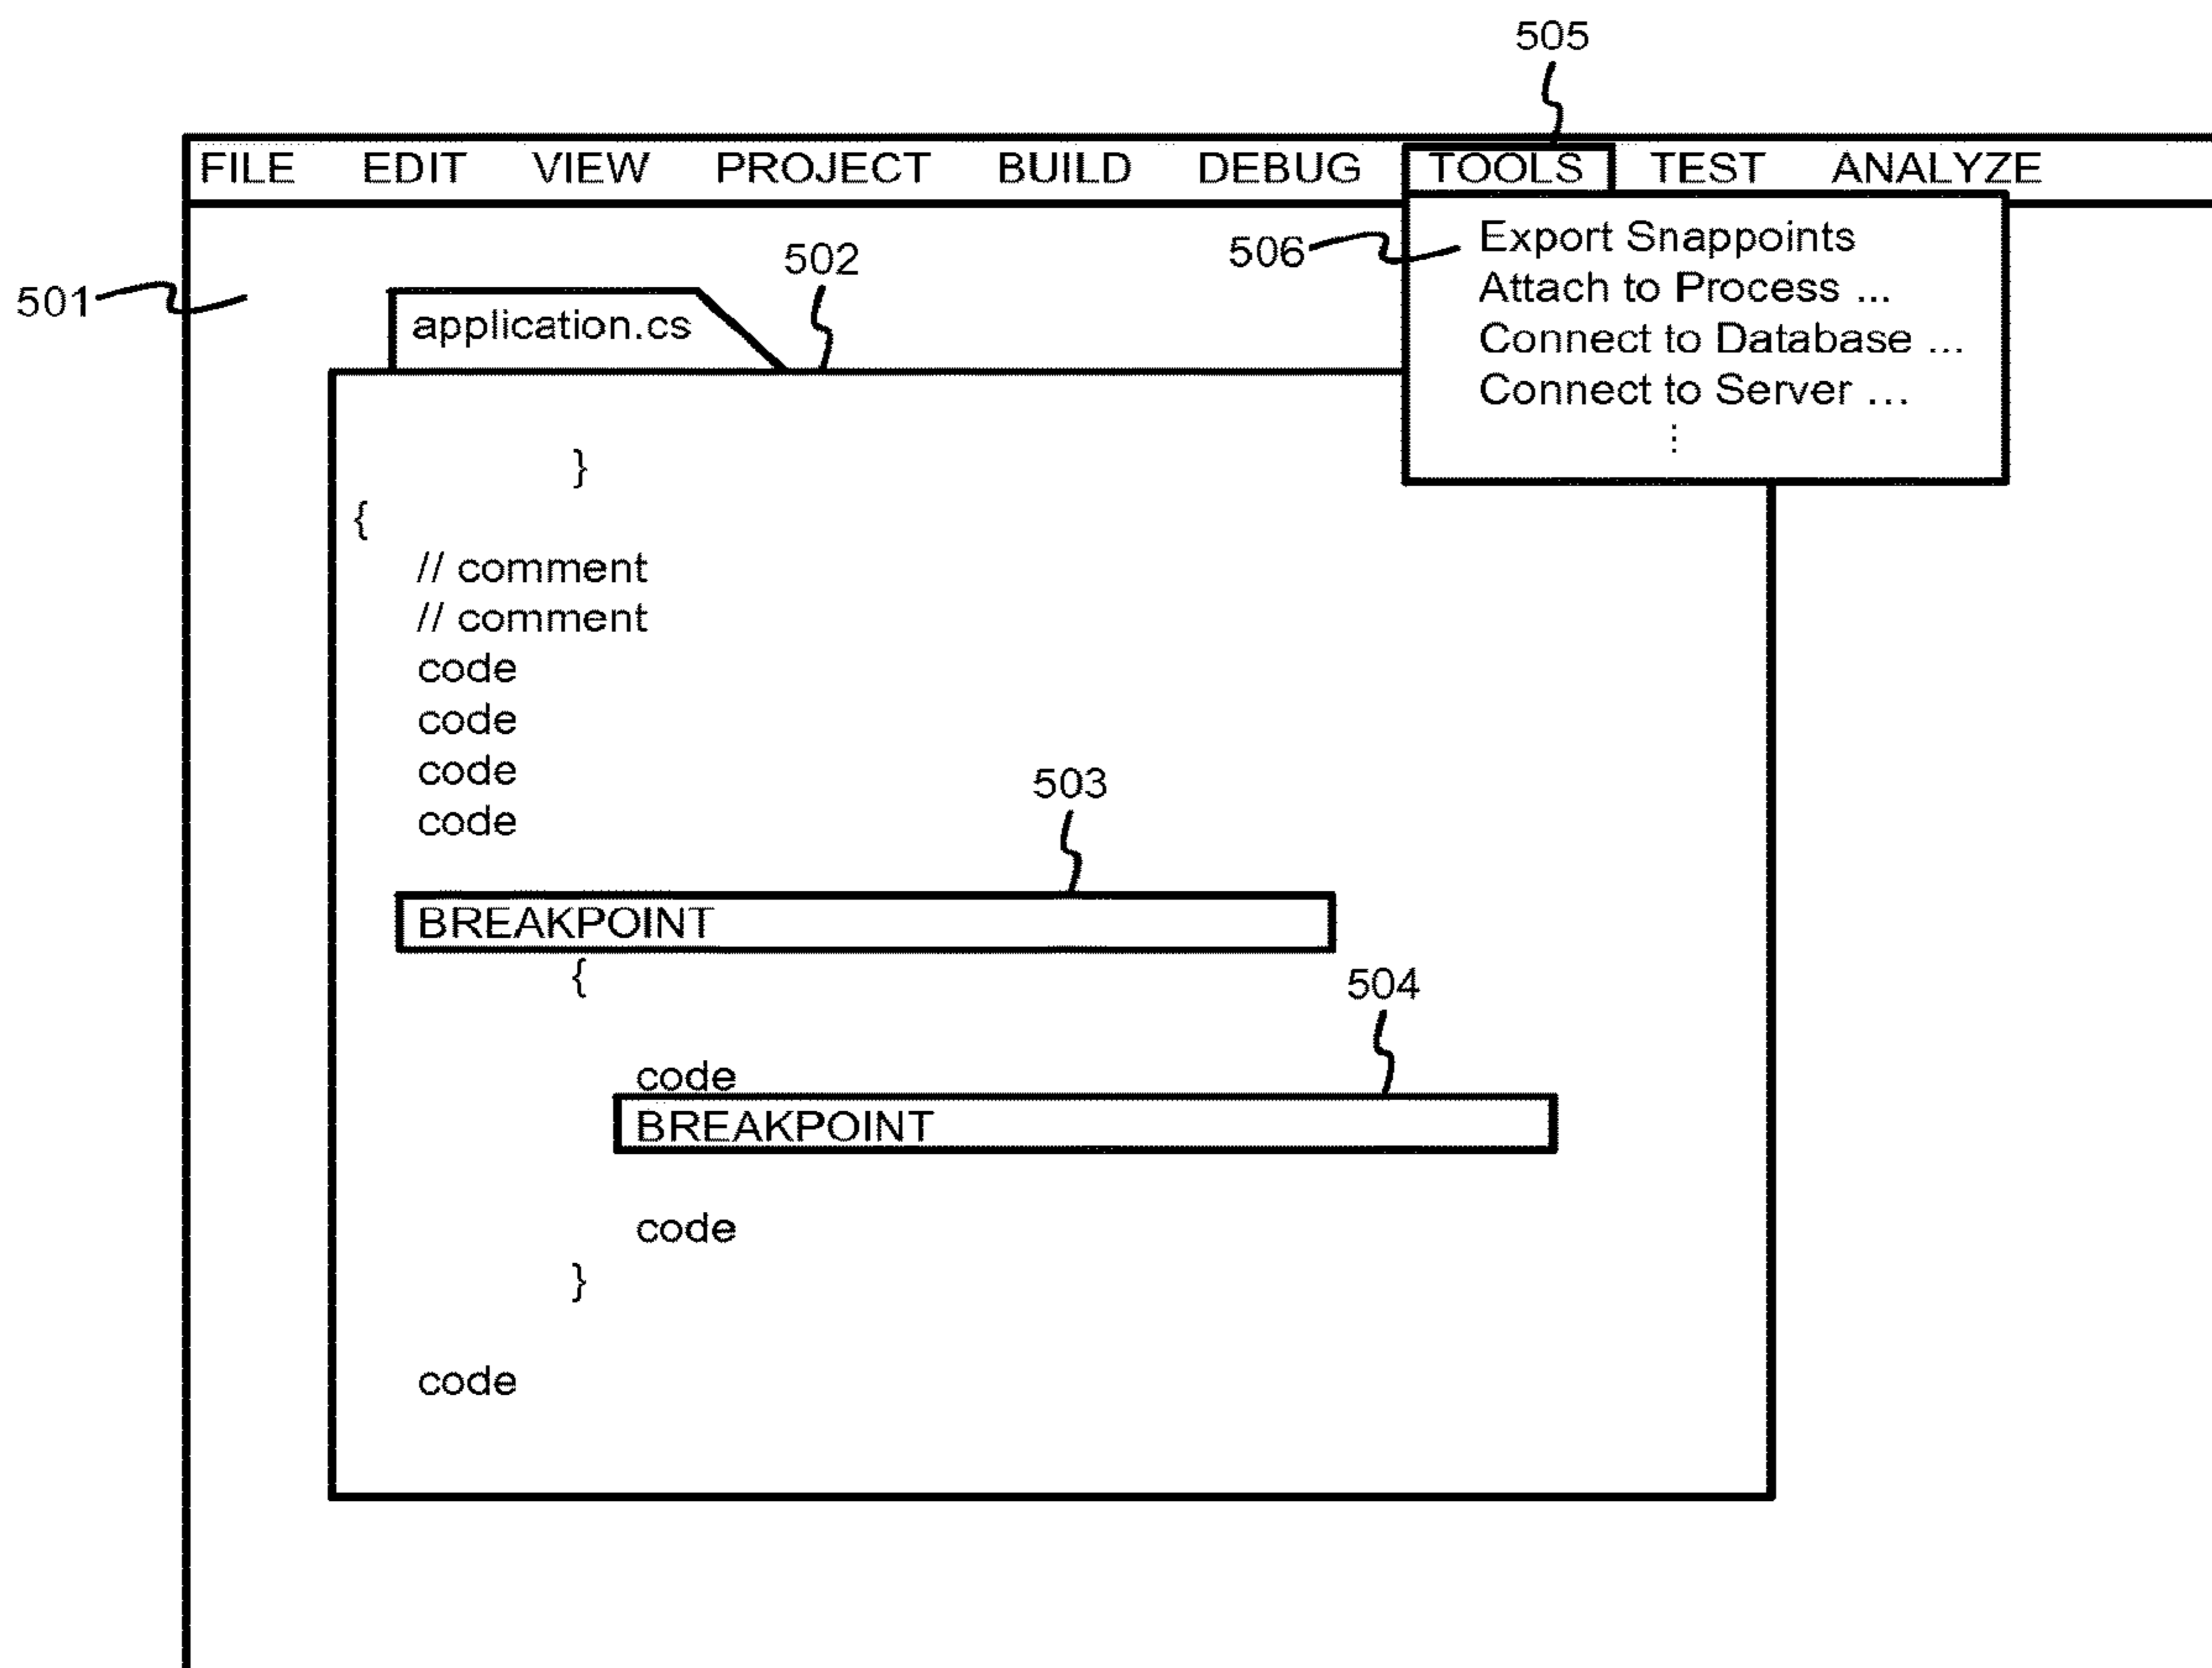 505
FILE EDIT VIEW PROJECT BUILD DEBUG TOOLS TEST ANALYZE
506 Export Snappoints
Attach to Process ...
Connect to Database ...
Connect to Server ...
⋮
501
502
application.cs
}
{
// comment
// comment
code
code
code
code
503
BREAKPOINT
{
504
code
BREAKPOINT
code
}
code